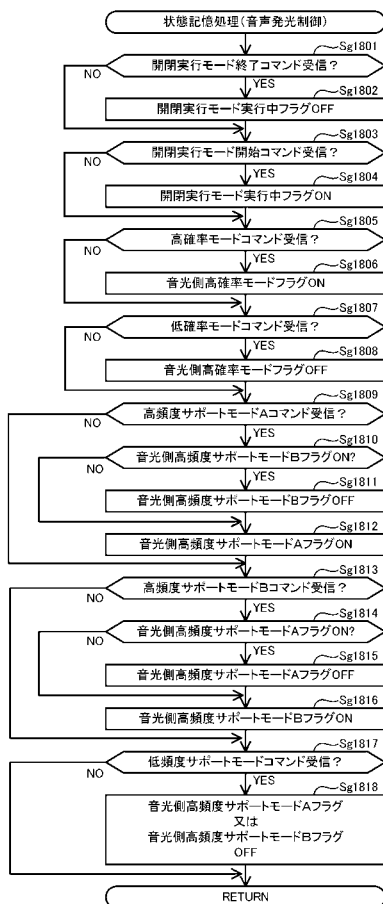 状態記憶処理(音声発光制御)
Sg1801
開閉実行モード終了コマンド受信?
NO
YES
Sg1802
開閉実行モード実行中フラグOFF
Sg1803
開閉実行モード開始コマンド受信?
NO
YES
Sg1804
開閉実行モード実行中フラグON
Sg1805
高確率モードコマンド受信?
NO
YES
Sg1806
音光側高確率モードフラグON
Sg1807
低確率モードコマンド受信?
NO
YES
Sg1808
音光側高確率モードフラグOFF
Sg1809
高頻度サポートモードAコマンド受信?
NO
YES
Sg1810
音光側高頻度サポートモードBフラグON?
NO
YES
Sg1811
音光側高頻度サポートモードBフラグOFF
Sg1812
音光側高頻度サポートモードAフラグON
Sg1813
高頻度サポートモードBコマンド受信?
NO
YES
Sg1814
音光側高頻度サポートモードAフラグON?
NO
YES
Sg1815
音光側高頻度サポートモードAフラグOFF
Sg1816
音光側高頻度サポートモードBフラグON
Sg1817
低頻度サポートモードコマンド受信?
NO
YES
Sg1818
音光側高頻度サポートモードAフラグ
又は
音光側高頻度サポートモードBフラグ
OFF
RETURN